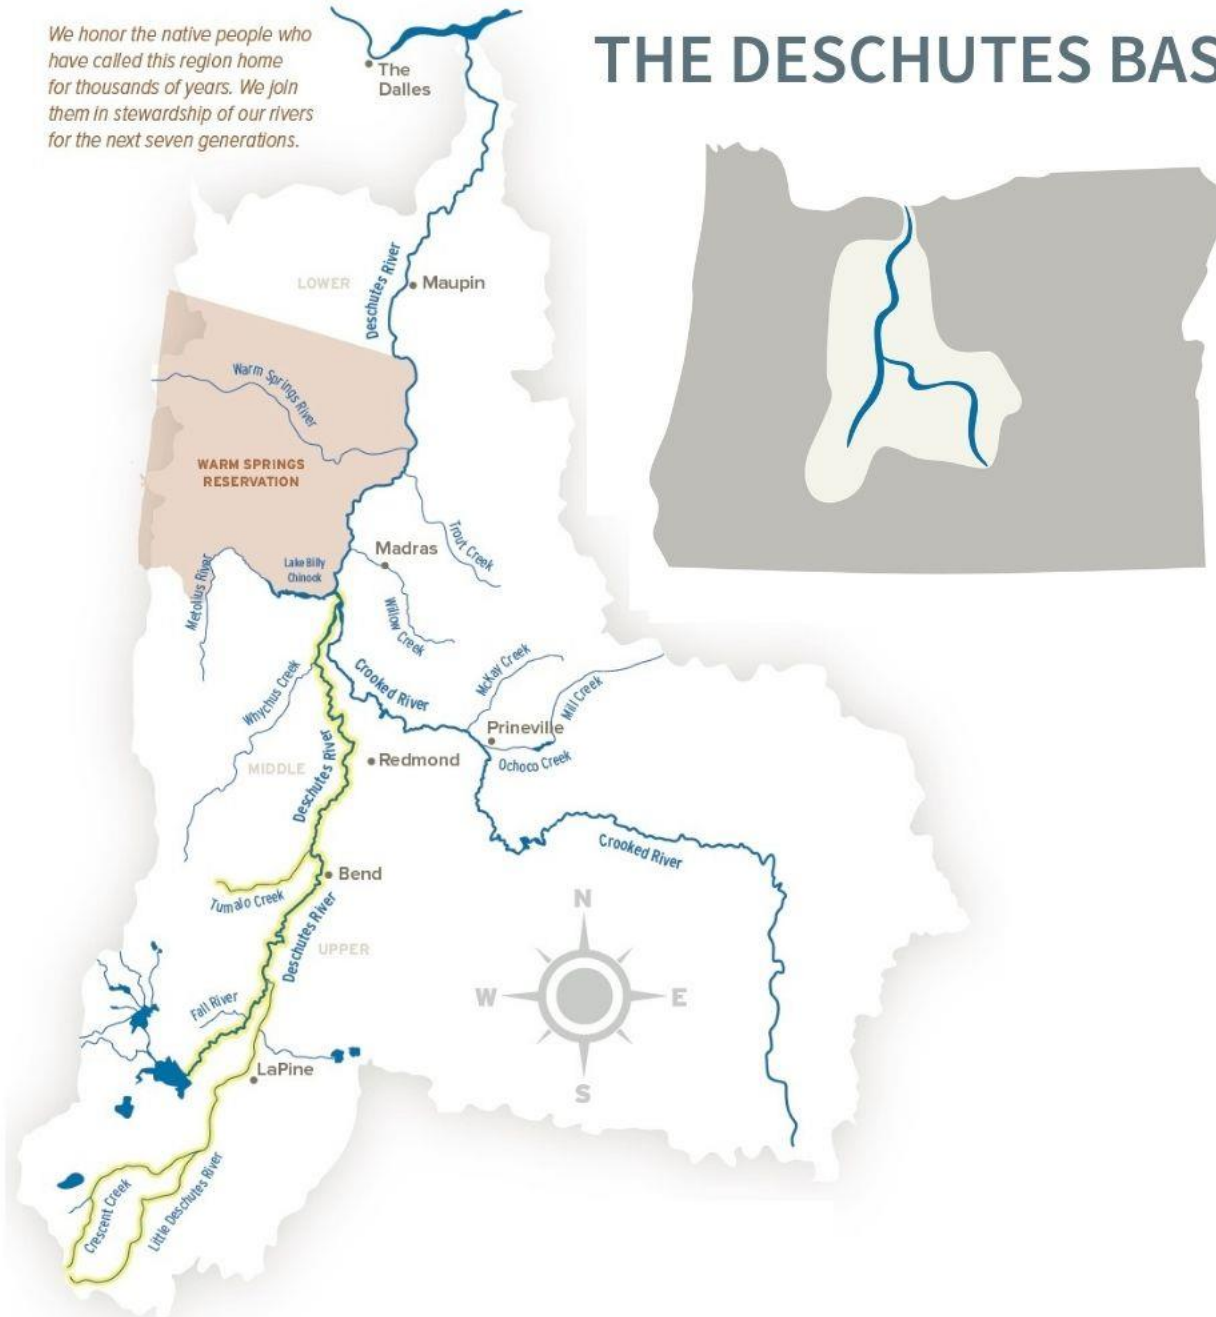 We honor the native people who
have called this region home
for thousands of years. We join
them in stewardship of our rivers
for the next seven generations.
THE DESCHUTES BAS
The
Dalles
Deschutes River
LOWER
Maupin
Warm Springs River
WARM SPRINGS
RESERVATION
Trout Creek
Madras
Lake Billy
Chinook
Metolius River
Willow Creek
McKay Creek
Whychus Creek
Crooked River
Mill Creek
Prineville
Ochoco Creek
Redmond
MIDDLE
Deschutes River
Crooked River
Bend
Tumalo Creek
Deschutes River
UPPER
N
W
E
S
Fall River
LaPine
Crescent Creek
Little Deschutes River